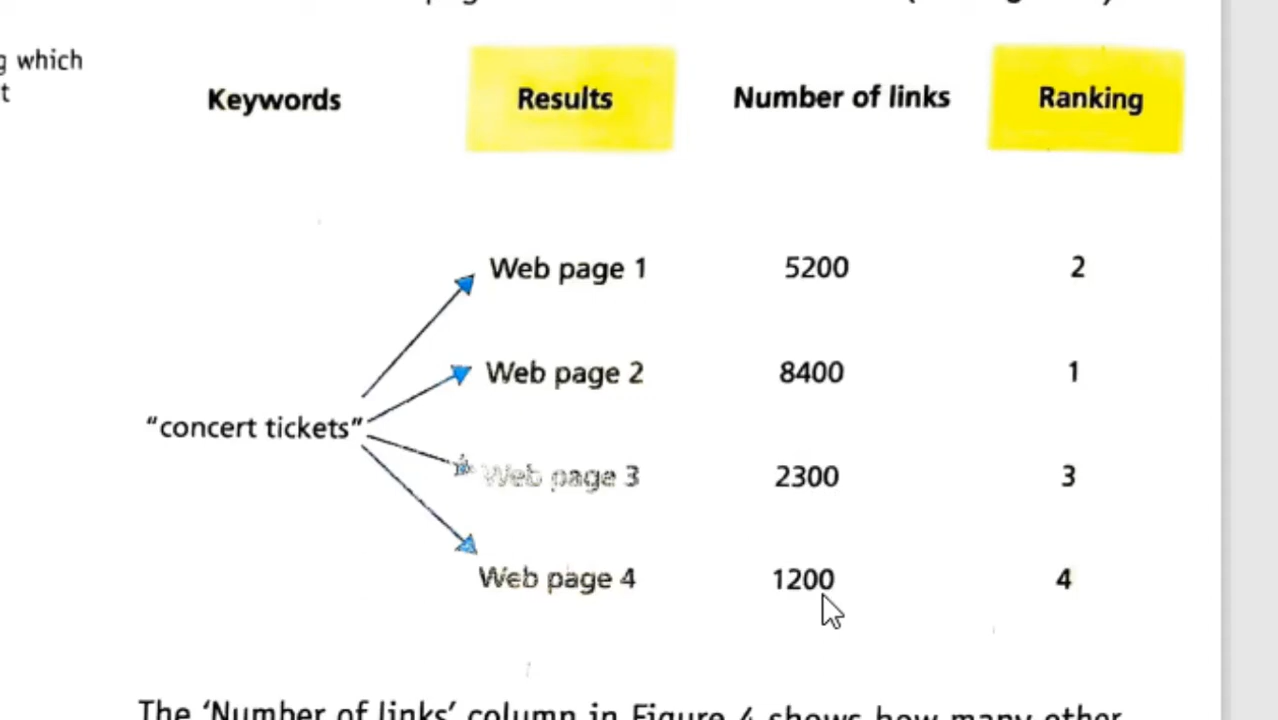 g which
t
Keywords Results Number of links Ranking
Web page 1 5200 2
Web page 2 8400 1
"concert tickets"
Web page 3 2300 3
Web page 4 1200 4
The 'Number of links' column in Figure 4 shows how many other